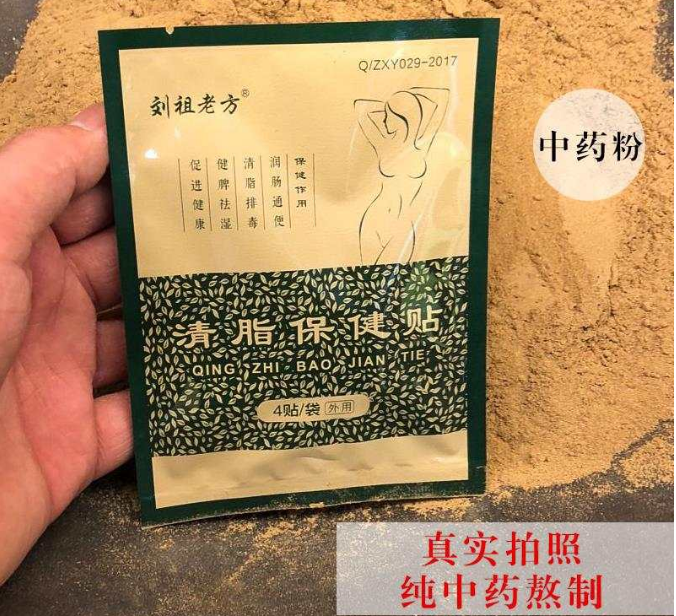 Q/ZXY029-2017
刘祖老方®
保健作用
润肠通便
清脂排毒
健脾祛湿
促进健康
中药粉
清脂保健贴
QING ZHI BAO JIAN TIE
4贴/袋 外用
真实拍照
纯中药熬制